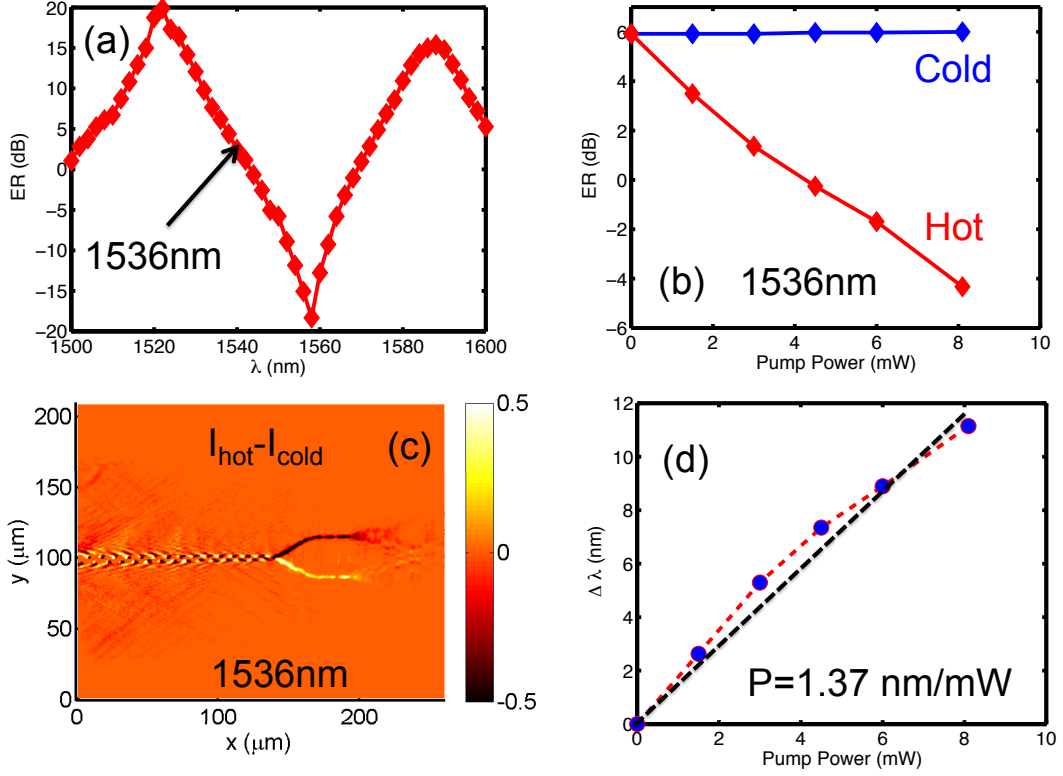 (a)
ER (dB)
20
15
10
5
0
−5
−10
−15
−20
1536nm
1500 1520 1540 1560 1580 1600
λ (nm)
(b)
ER (dB)
8
6
4
2
0
−2
−4
−6
Cold
Hot
1536nm
0 2 4 6 8 10
Pump Power (mW)
(c)
I_hot-I_cold
y (μm)
200
150
100
50
0
1536nm
0 100 200
x (μm)
0.5
0
-0.5
(d)
Δ λ (nm)
12
10
8
6
4
2
0
P=1.37 nm/mW
0 2 4 6 8 10
Pump Power (mW)